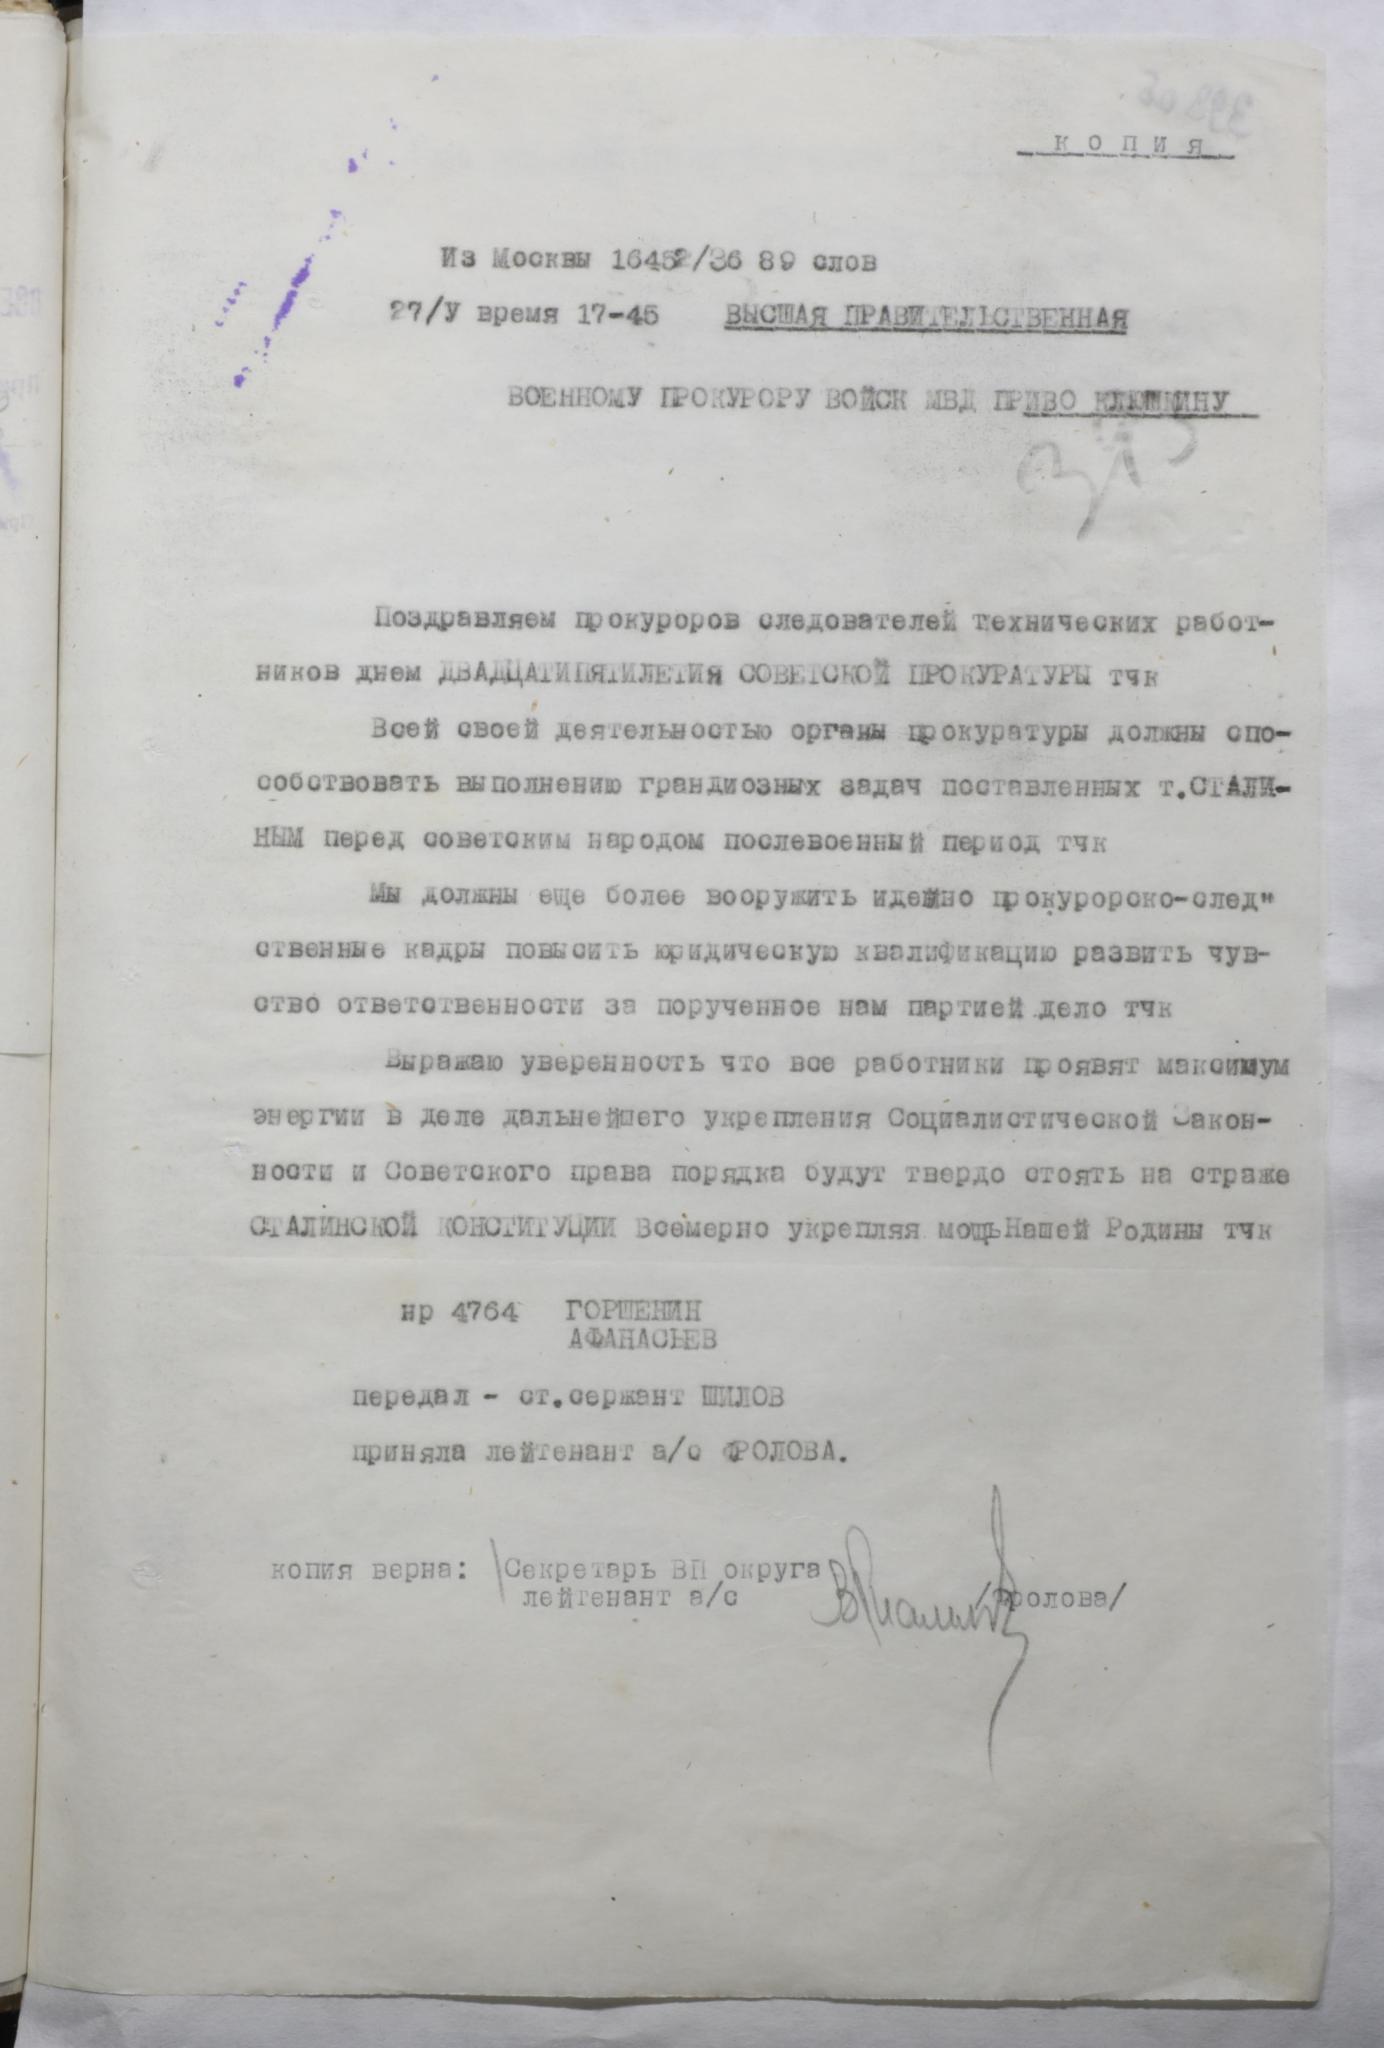 КОПИЯ
Из Москвы 16452/36 89 слов
27/У время 17-45 ВЫСШАЯ ПРАВИТЕЛЬСТВЕННАЯ
ВОЕННОМУ ПРОКУРОРУ ВОЙСК МВД ПРИВО КЛЮШКИНУ
Поздравляем прокуроров следователей технических работ-
ников днем ДВАДЦАТИПЯТИЛЕТИЯ СОВЕТСКОЙ ПРОКУРАТУРЫ тчк
Всей своей деятельностью органы прокуратуры должны спо-
собствовать выполнению грандиозных задач поставленных т.СТАЛИ-
НЫМ перед советским народом послевоенный период тчк
Мы должны еще более вооружить идейно прокурорско-след"
ственные кадры повысить юридическую квалификацию развить чув-
ство ответственности за порученное нам партией дело тчк
Выражаю уверенность что все работники проявят максимум
энергии в деле дальнейшего укрепления Социалистической Закон-
ности и Советского права порядка будут твердо стоять на страже
СТАЛИНСКОЙ КОНСТИТУЦИИ всемерно укрепляя мощьНашей Родины тчк
нр 4764 ГОРШЕНИН
АФАНАСЬЕВ
передал - ст.сержант ШИЛОВ
приняла лейтенант а/с ФРОЛОВА.
копия верна: Секретарь ВП округа
лейтенант а/с /Фролова/